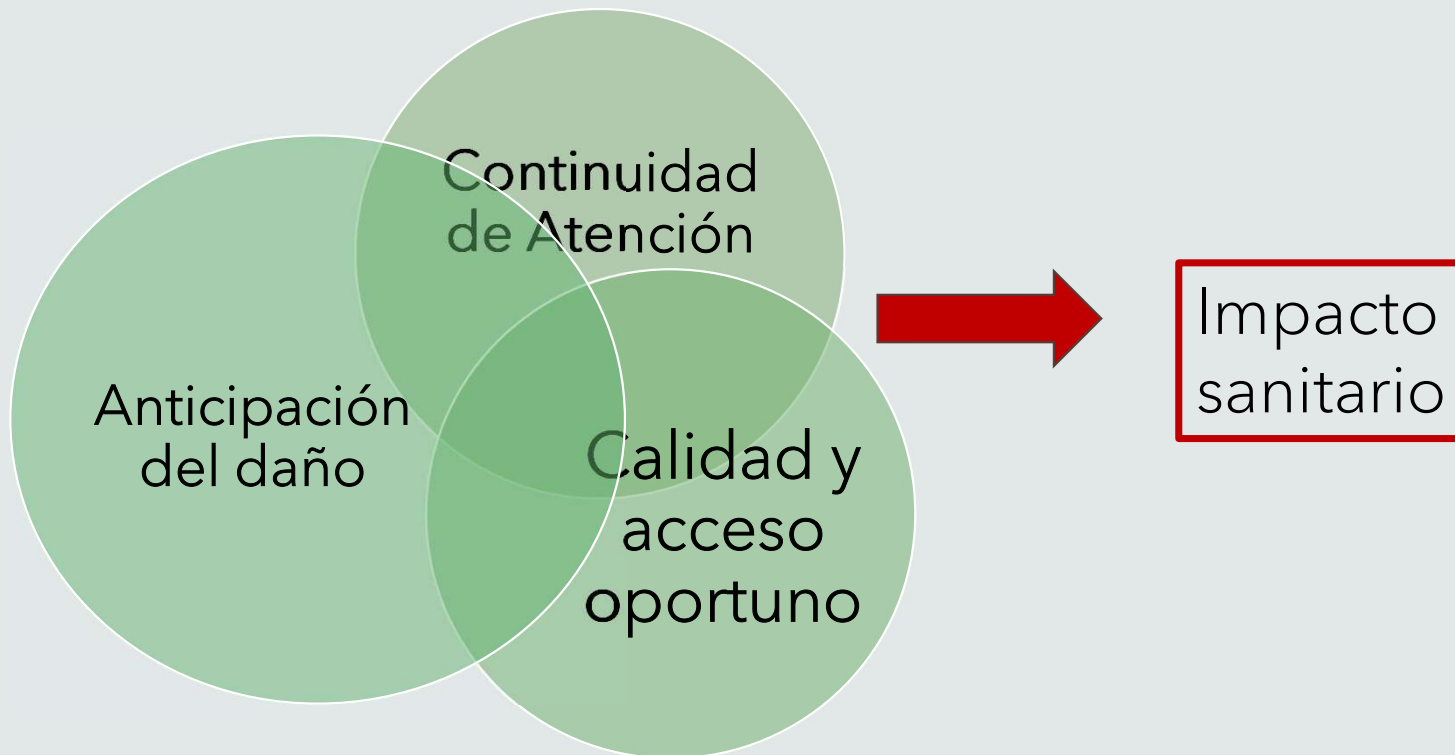 Continuidad
de Atención
Anticipación
del daño
Calidad y
acceso
oportuno
Impacto
sanitario